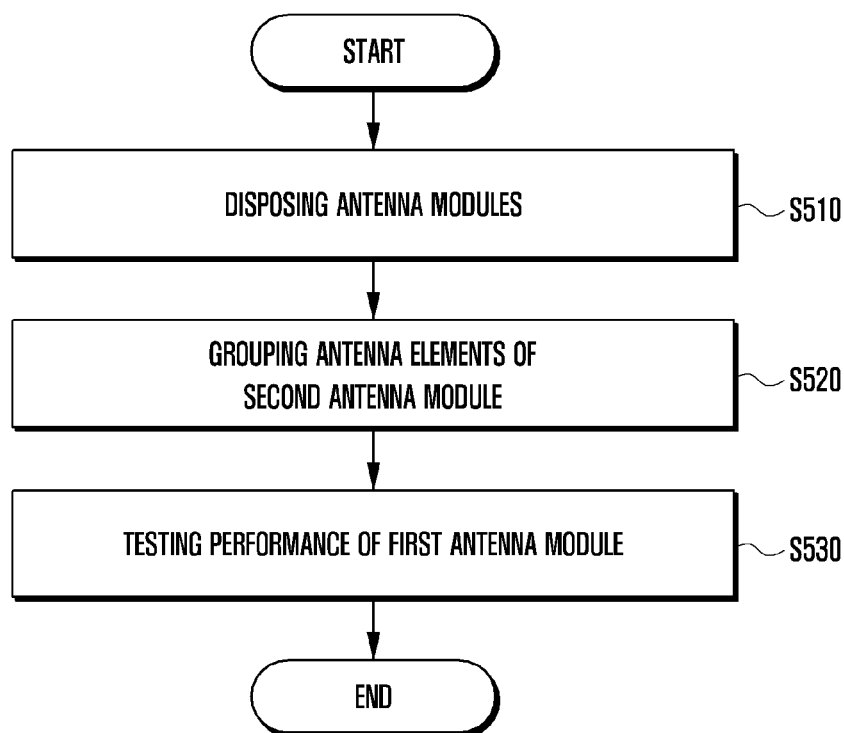 START
DISPOSING ANTENNA MODULES
S510
GROUPING ANTENNA ELEMENTS OF
SECOND ANTENNA MODULE
S520
TESTING PERFORMANCE OF FIRST ANTENNA MODULE
S530
END